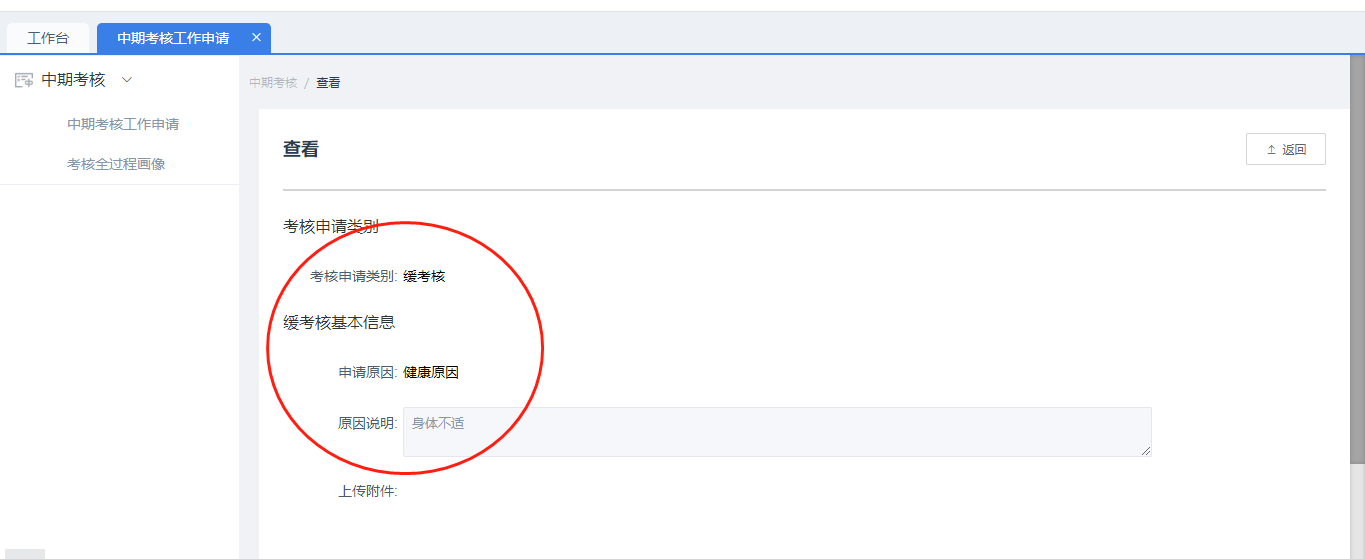 工作台
中期考核工作申请 ×
中期考核
中期考核工作申请
考核全过程画像
中期考核 / 查看
查看
返回
考核申请类别
考核申请类别: 缓考核
缓考核基本信息
申请原因: 健康原因
原因说明: 身体不适
上传附件: